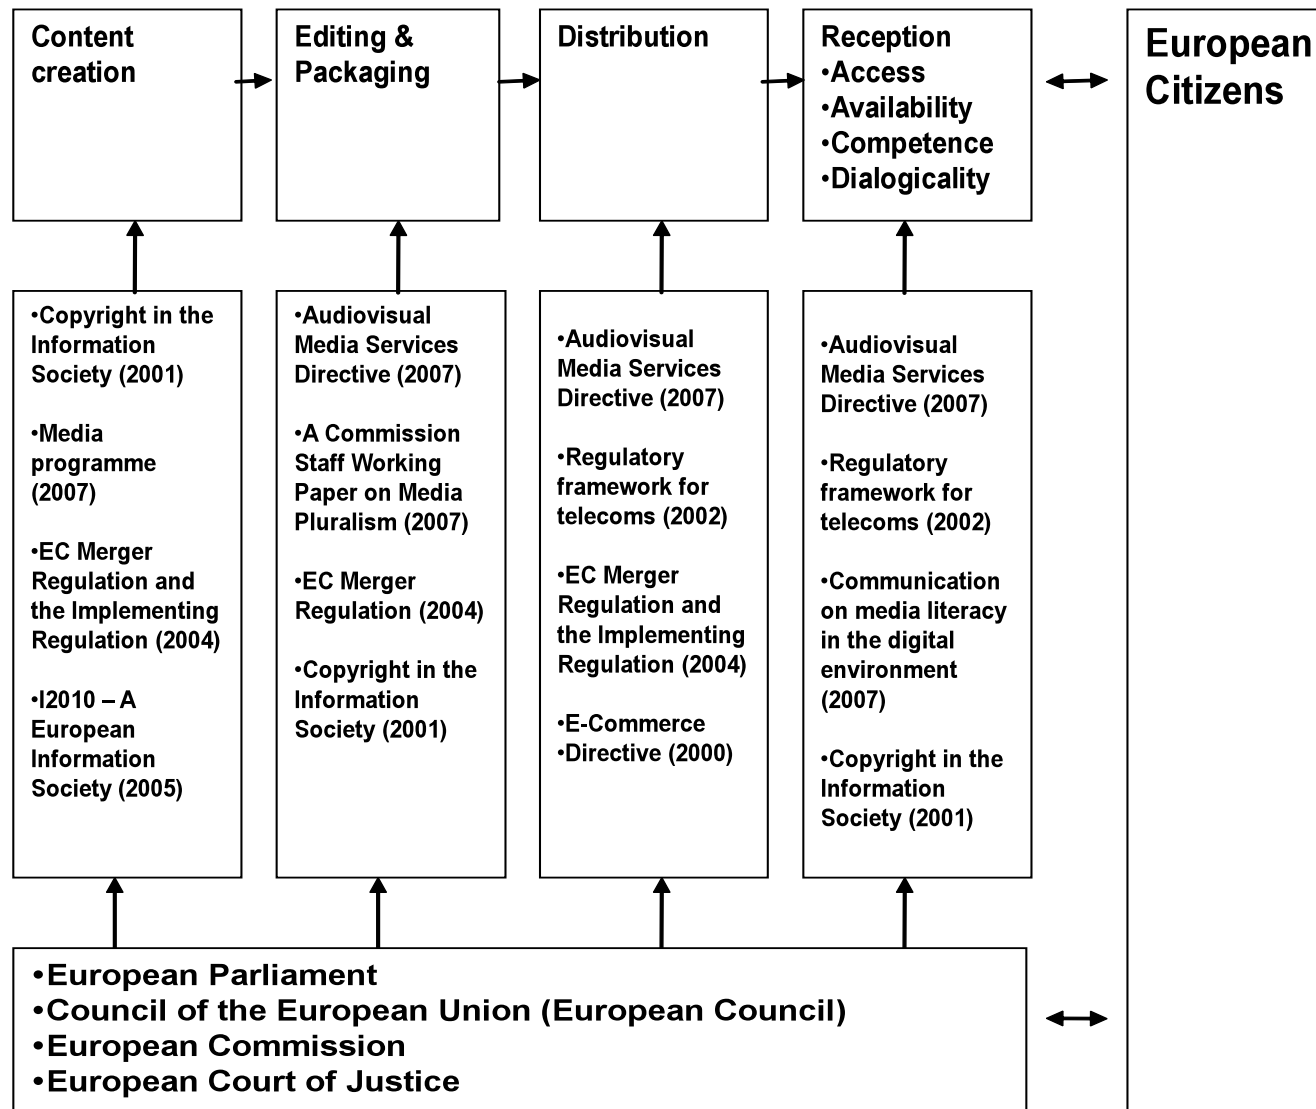 Content
creation
Editing &
Packaging
Distribution
Reception
•Access
•Availability
•Competence
•Dialogicality
European
Citizens
•Copyright in the
Information
Society (2001)
•Media
programme
(2007)
•EC Merger
Regulation and
the Implementing
Regulation (2004)
•I2010 – A
European
Information
Society (2005)
•Audiovisual
Media Services
Directive (2007)
•A Commission
Staff Working
Paper on Media
Pluralism (2007)
•EC Merger
Regulation (2004)
•Copyright in the
Information
Society (2001)
•Audiovisual
Media Services
Directive (2007)
•Regulatory
framework for
telecoms (2002)
•EC Merger
Regulation and
the Implementing
Regulation (2004)
•E-Commerce
•Directive (2000)
•Audiovisual
Media Services
Directive (2007)
•Regulatory
framework for
telecoms (2002)
•Communication
on media literacy
in the digital
environment
(2007)
•Copyright in the
Information
Society (2001)
•European Parliament
•Council of the European Union (European Council)
•European Commission
•European Court of Justice